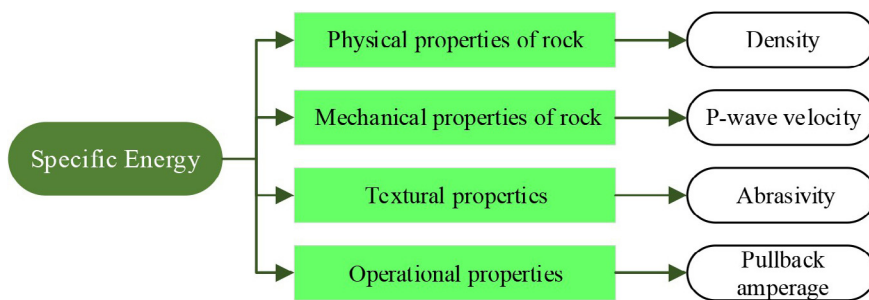 Physical properties of rock
Density
Mechanical properties of rock
P-wave velocity
Specific Energy
Textural properties
Abrasivity
Operational properties
Pullback
amperage